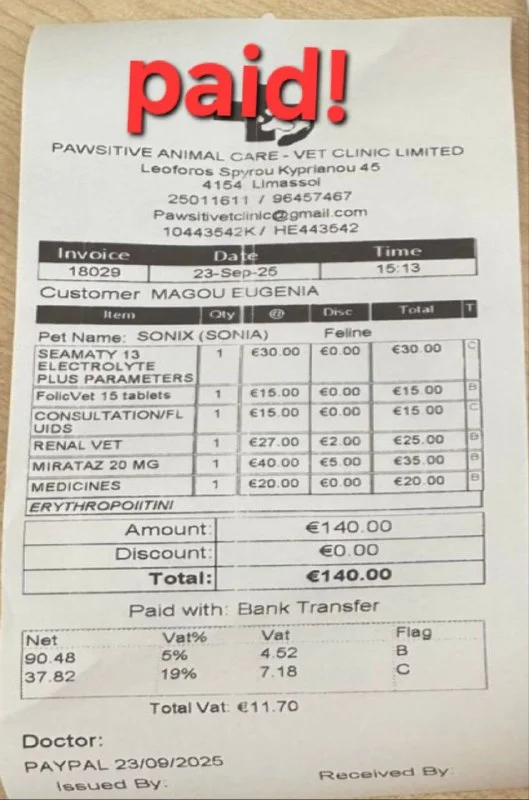 paid!
PAWSITIVE ANIMAL CARE - VET CLINIC LIMITED
Leoforos Spyrou Kyprianou 45
4154 Limassol
25011611 / 96457467
Pawsitivetclinic@gmail.com
10443542K / HE443542
Invoice Date Time
18029 23-Sep-25 15:13
Customer MAGOU EUGENIA
Item Qty @ Disc Total T
Pet Name: SONIX (SONIA) Feline
SEAMATY 13 1 €30.00 €0.00 €30.00 C
ELECTROLYTE
PLUS PARAMETERS
FolicVet 15 tablets 1 €15.00 €0.00 €15.00 B
CONSULTATION/FL 1 €15.00 €0.00 €15.00 C
UIDS
RENAL VET 1 €27.00 €2.00 €25.00 B
MIRATAZ 20 MG 1 €40.00 €5.00 €35.00 B
MEDICINES 1 €20.00 €0.00 €20.00 B
ERYTHROPOIITINI
Amount: €140.00
Discount: €0.00
Total: €140.00
Paid with: Bank Transfer
Net Vat% Vat Flag
90.48 5% 4.52 B
37.82 19% 7.18 C
Total Vat: €11.70
Doctor:
PAYPAL 23/09/2025
Issued By: Received By: